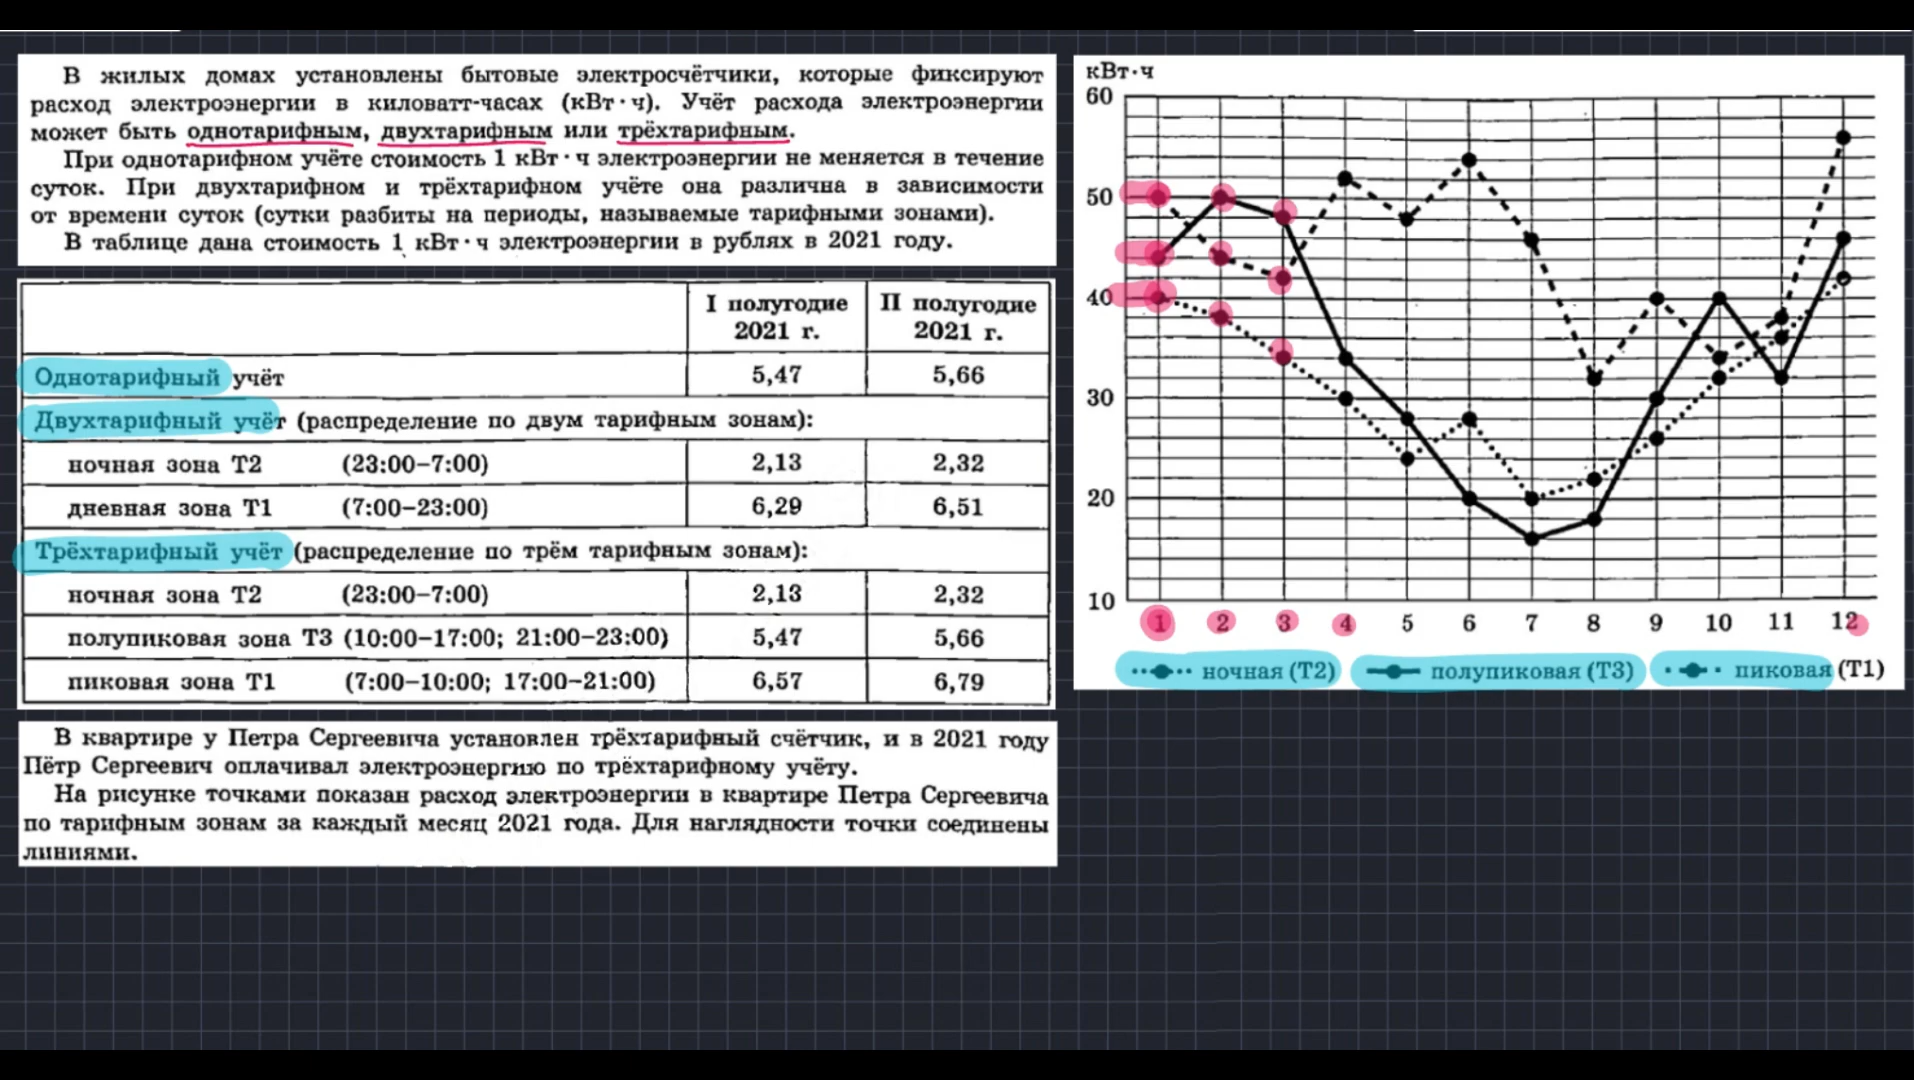 В жилых домах установлены бытовые электросчётчики, которые фиксируют
расход электроэнергии в киловатт-часах (кВт·ч). Учёт расхода электроэнергии
может быть однотарифным, двухтарифным или трёхтарифным.
При однотарифном учёте стоимость 1 кВт·ч электроэнергии не меняется в течение
суток. При двухтарифном и трёхтарифном учёте она различна в зависимости
от времени суток (сутки разбиты на периоды, называемые тарифными зонами).
В таблице дана стоимость 1 кВт·ч электроэнергии в рублях в 2021 году.
I полугодие 2021 г. II полугодие 2021 г.
Однотарифный учёт 5,47 5,66
Двухтарифный учёт (распределение по двум тарифным зонам):
ночная зона Т2 (23:00–7:00) 2,13 2,32
дневная зона Т1 (7:00–23:00) 6,29 6,51
Трёхтарифный учёт (распределение по трём тарифным зонам):
ночная зона Т2 (23:00–7:00) 2,13 2,32
полупиковая зона Т3 (10:00–17:00; 21:00–23:00) 5,47 5,66
пиковая зона Т1 (7:00–10:00; 17:00–21:00) 6,57 6,79
В квартире у Петра Сергеевича установлен трёхтарифный счётчик, и в 2021 году
Пётр Сергеевич оплачивал электроэнергию по трёхтарифному учёту.
На рисунке точками показан расход электроэнергии в квартире Петра Сергеевича
по тарифным зонам за каждый месяц 2021 года. Для наглядности точки соединены
линиями.
кВт·ч
60
50
40
30
20
10
1 2 3 4 5 6 7 8 9 10 11 12
ночная (Т2) полупиковая (Т3) пиковая (Т1)